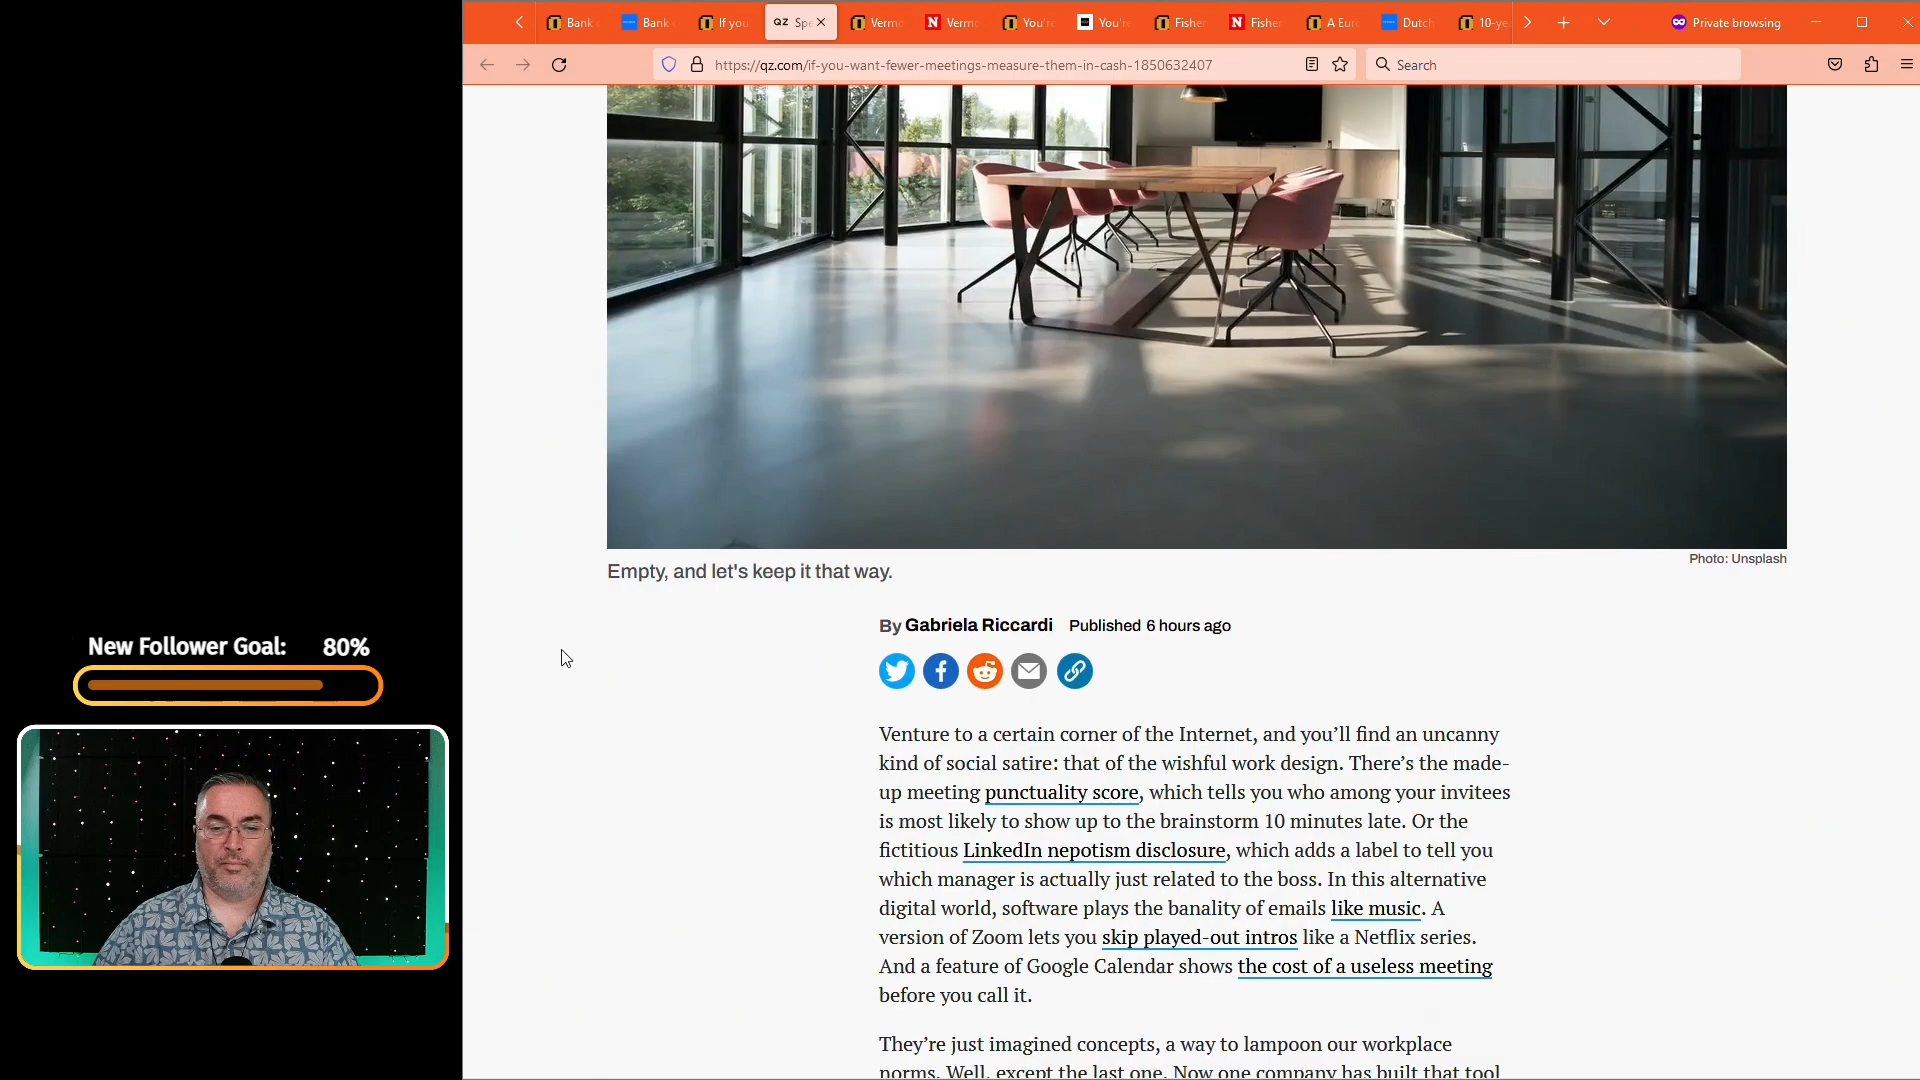 Bank
Bank
If you
QZ Spe
Vermo
N Vermo
You're
You're
Fisher
N Fisher
A Eur
Dutch
10-ye
Private browsing
https://qz.com/if-you-want-fewer-meetings-measure-them-in-cash-1850632407
Search
Photo: Unsplash
Empty, and let's keep it that way.
By Gabriela Riccardi Published 6 hours ago
New Follower Goal: 80%
Venture to a certain corner of the Internet, and you’ll find an uncanny
kind of social satire: that of the wishful work design. There’s the made-
up meeting punctuality score, which tells you who among your invitees
is most likely to show up to the brainstorm 10 minutes late. Or the
fictitious LinkedIn nepotism disclosure, which adds a label to tell you
which manager is actually just related to the boss. In this alternative
digital world, software plays the banality of emails like music. A
version of Zoom lets you skip played-out intros like a Netflix series.
And a feature of Google Calendar shows the cost of a useless meeting
before you call it.
They’re just imagined concepts, a way to lampoon our workplace
norms. Well, except the last one. Now one company has built that tool